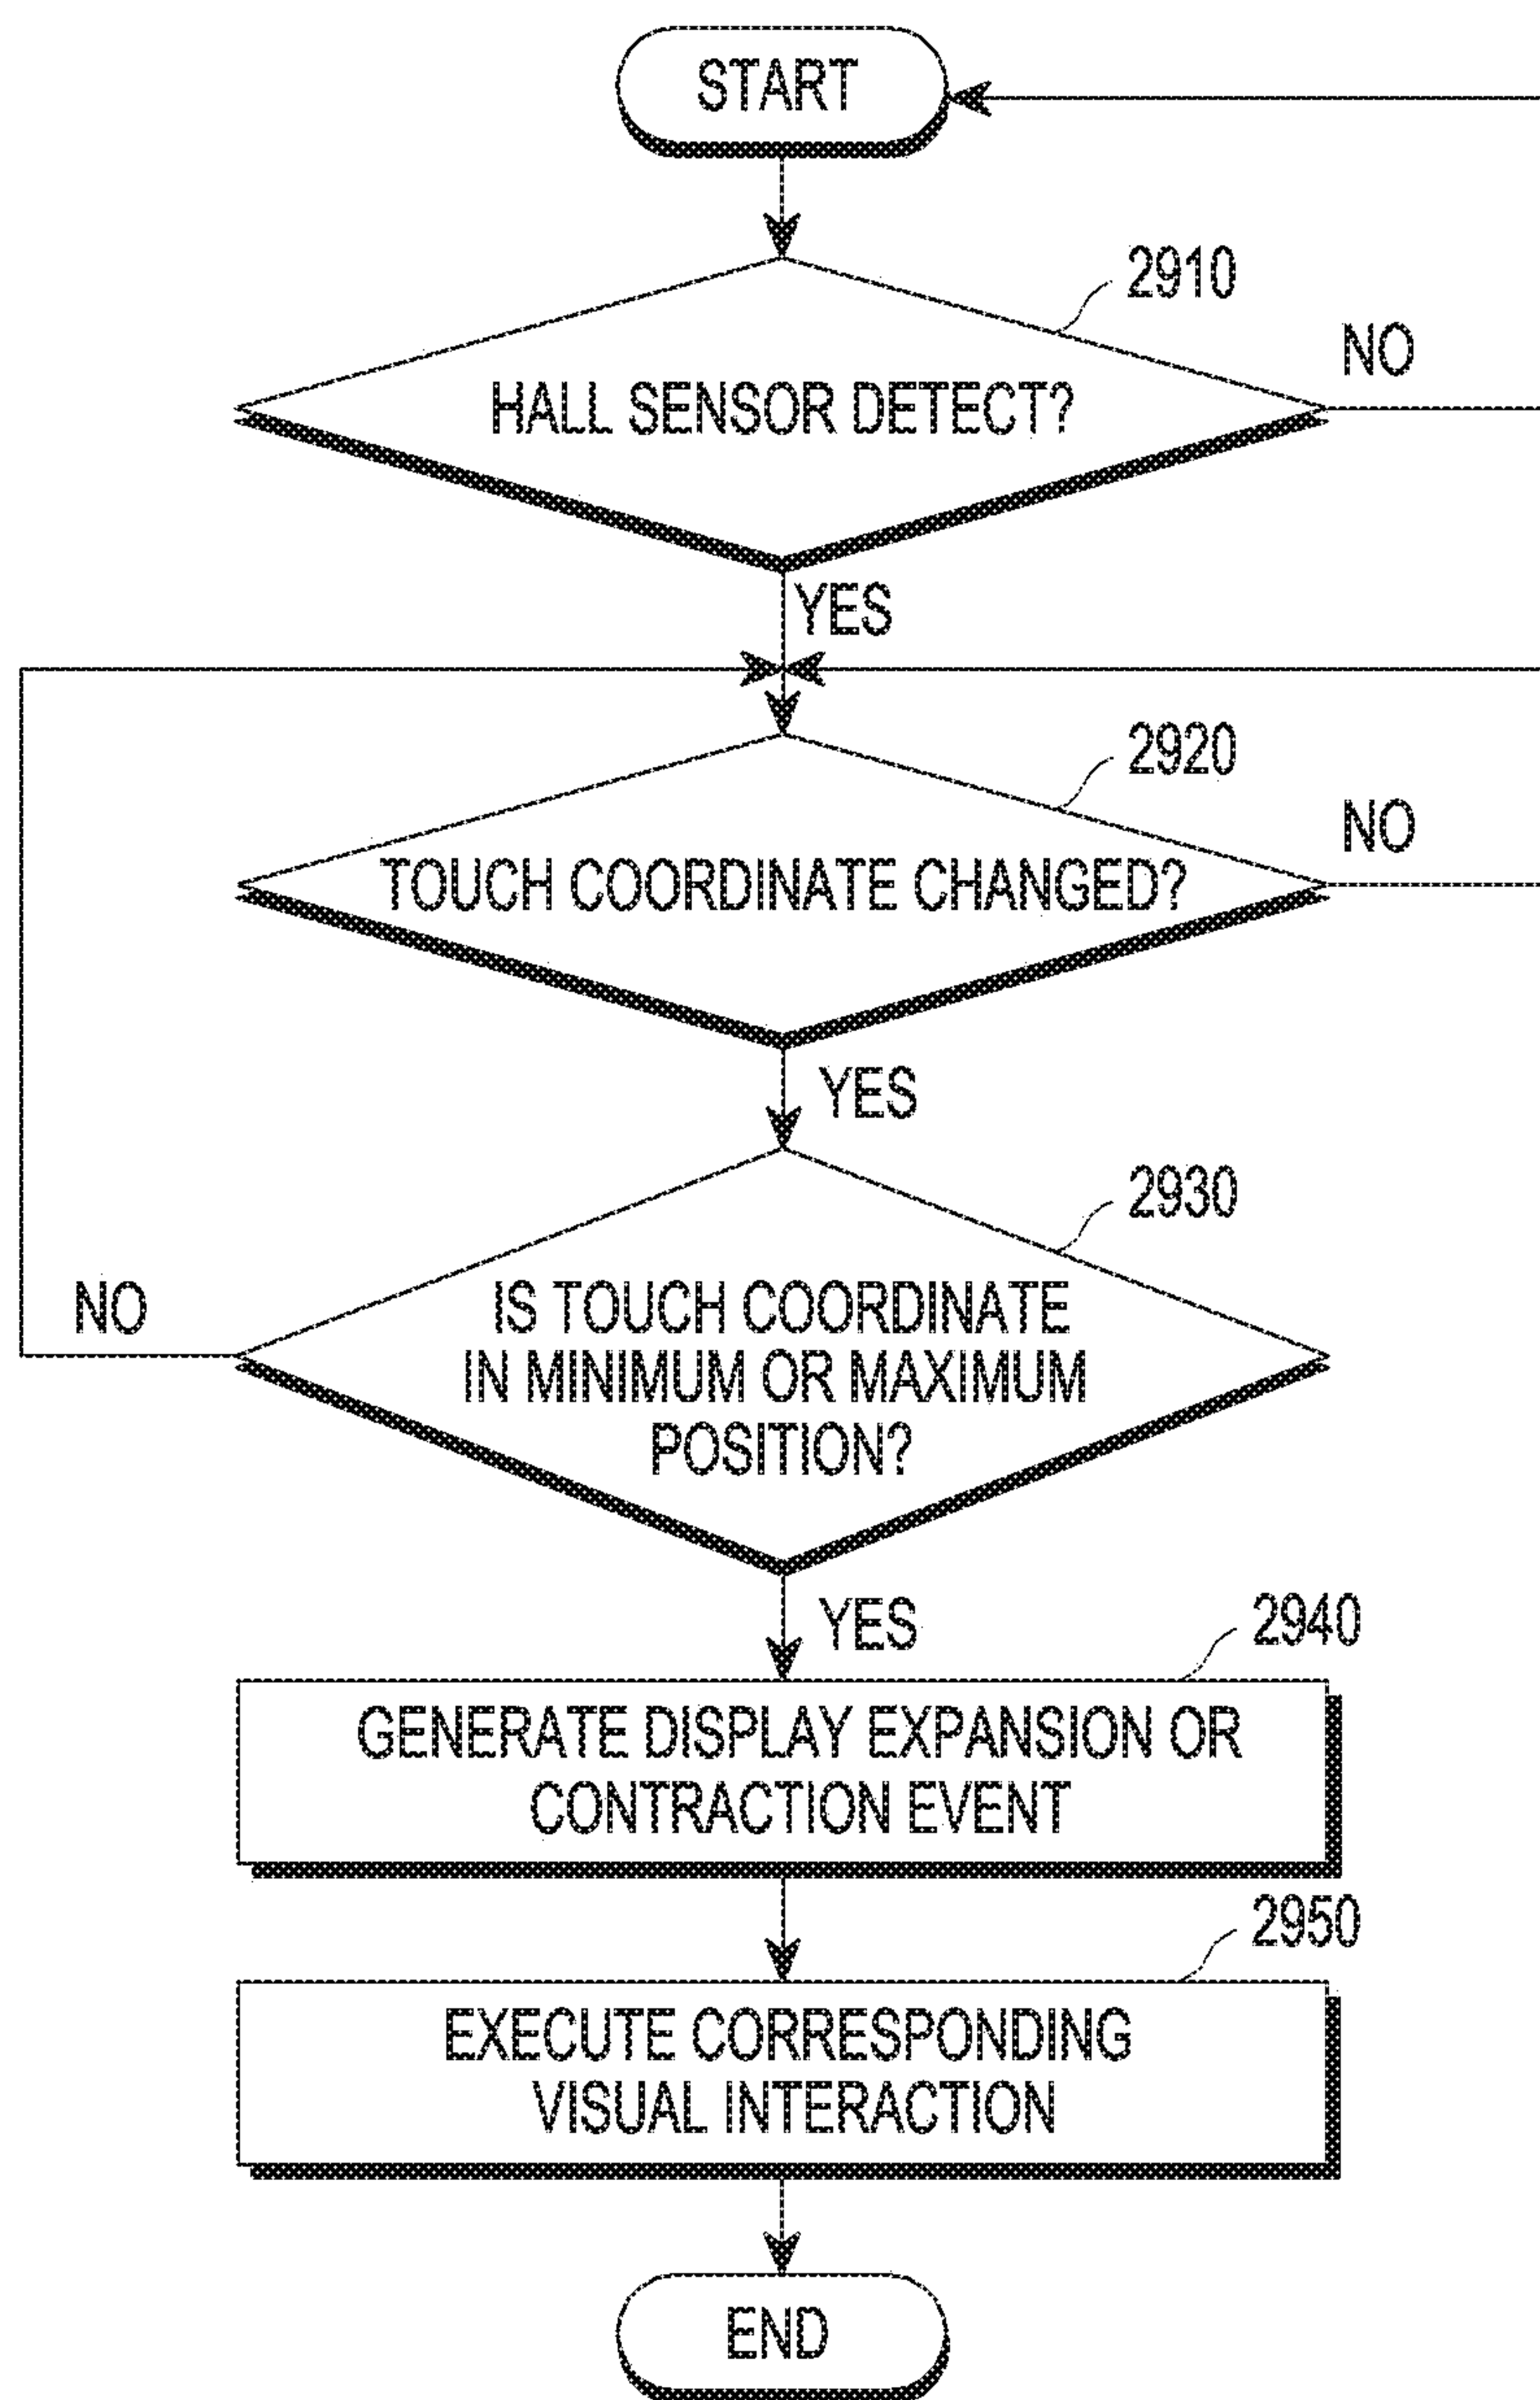 START
2910
NO
HALL SENSOR DETECT?
YES
2920
NO
TOUCH COORDINATE CHANGED?
YES
2930
NO
IS TOUCH COORDINATE
IN MINIMUM OR MAXIMUM
POSITION?
YES
2940
GENERATE DISPLAY EXPANSION OR
CONTRACTION EVENT
2950
EXECUTE CORRESPONDING
VISUAL INTERACTION
END